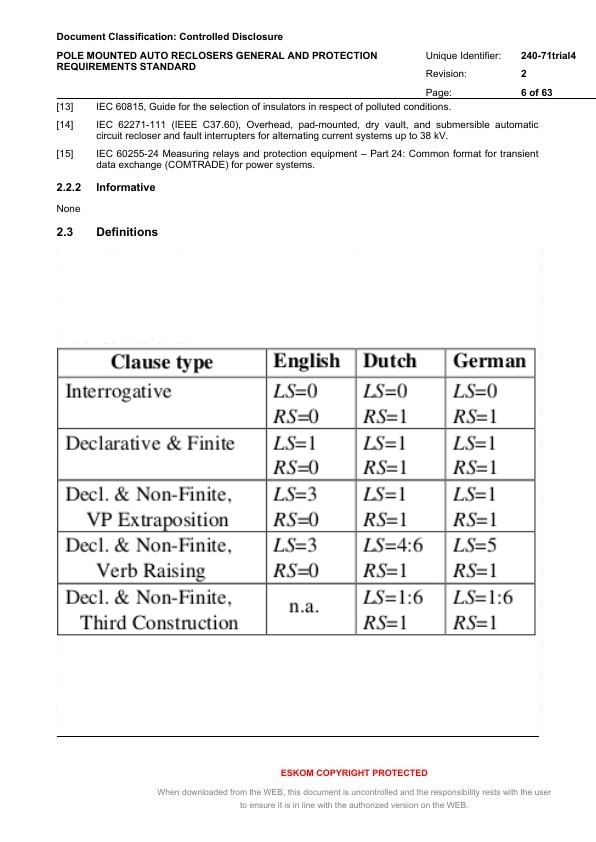 Document Classification: Controlled Disclosure
POLE MOUNTED AUTO RECLOSERS GENERAL AND PROTECTION
REQUIREMENTS STANDARD
Unique Identifier: 240-71trial4
Revision: 2
Page: 6 of 63
[13] IEC 60815, Guide for the selection of insulators in respect of polluted conditions.
[14] IEC 62271-111 (IEEE C37.60), Overhead, pad-mounted, dry vault, and submersible automatic
circuit recloser and fault interrupters for alternating current systems up to 38 kV.
[15] IEC 60255-24 Measuring relays and protection equipment – Part 24: Common format for transient
data exchange (COMTRADE) for power systems.
2.2.2 Informative
None
2.3 Definitions
Clause type English Dutch German
Interrogative LS=0 LS=0 LS=0
RS=0 RS=1 RS=1
Declarative & Finite LS=1 LS=1 LS=1
RS=0 RS=1 RS=1
Decl. & Non-Finite, LS=3 LS=1 LS=1
VP Extraposition RS=0 RS=1 RS=1
Decl. & Non-Finite, LS=3 LS=4:6 LS=5
Verb Raising RS=0 RS=1 RS=1
Decl. & Non-Finite, n.a. LS=1:6 LS=1:6
Third Construction RS=1 RS=1
ESKOM COPYRIGHT PROTECTED
When downloaded from the WEB, this document is uncontrolled and the responsibility rests with the user
to ensure it is in line with the authorized version on the WEB.